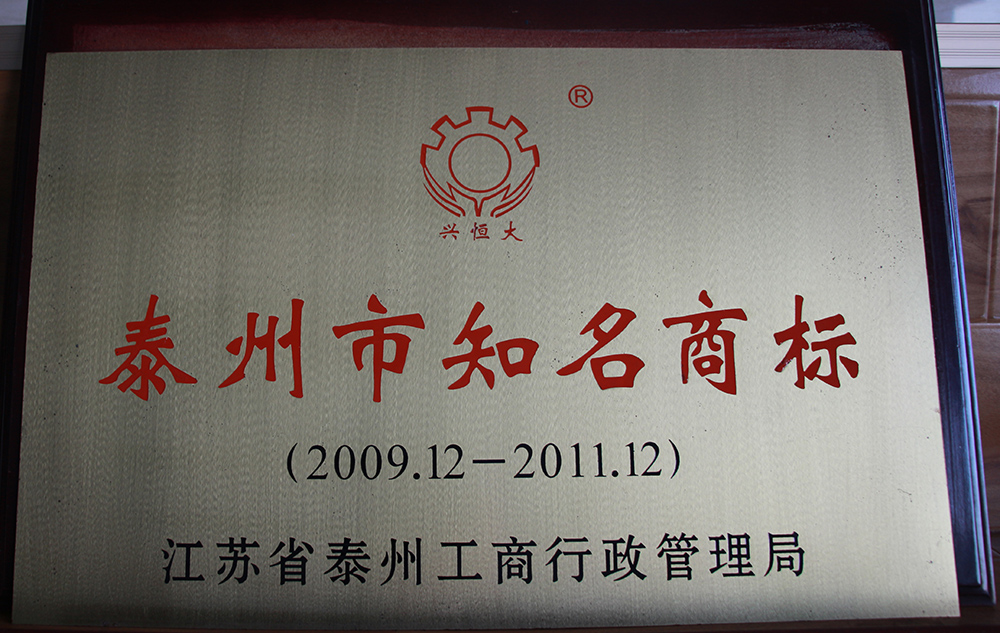 ®
兴恒大
泰州市知名商标
(2009.12-2011.12)
江苏省泰州工商行政管理局